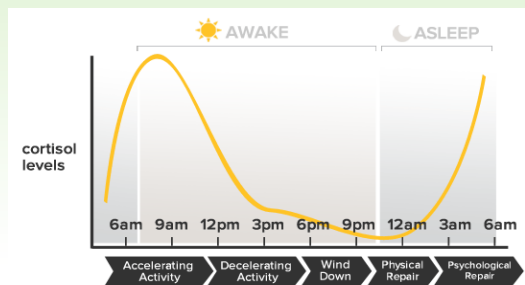 AWAKE
ASLEEP
cortisol
levels
6am 9am 12pm 3pm 6pm 9pm 12am 3am 6am
Accelerating
Activity
Decelerating
Activity
Wind
Down
Physical
Repair
Psychological
Repair